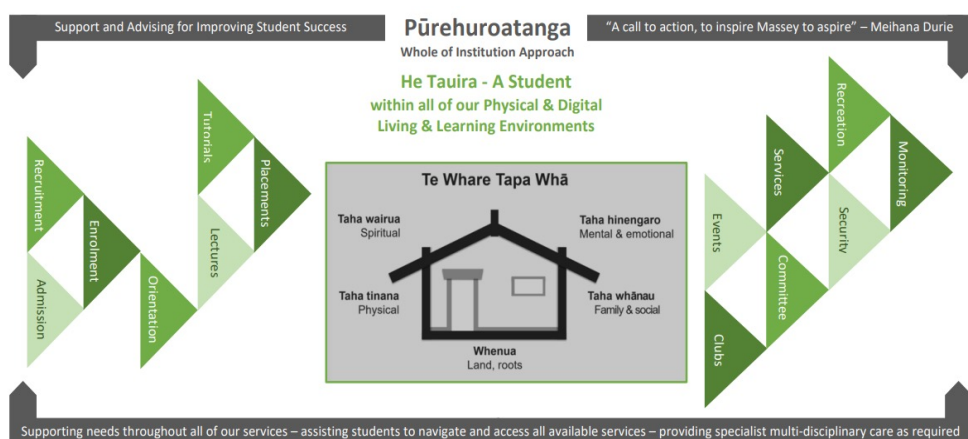 Support and Advising for Improving Student Success
Pūrehuroatanga
Whole of Institution Approach
“A call to action, to inspire Massey to aspire” – Meihana Durie
He Tauira - A Student
within all of our Physical & Digital
Living & Learning Environments
Recruitment
Admission
Enrolment
Orientation
Tutorials
Lectures
Placements
Te Whare Tapa Whā
Taha wairua
Spiritual
Taha hinengaro
Mental & emotional
Taha tinana
Physical
Taha whānau
Family & social
Whenua
Land, roots
Events
Clubs
Services
Committee
Recreation
Security
Monitoring
Supporting needs throughout all of our services – assisting students to navigate and access all available services – providing specialist multi-disciplinary care as required